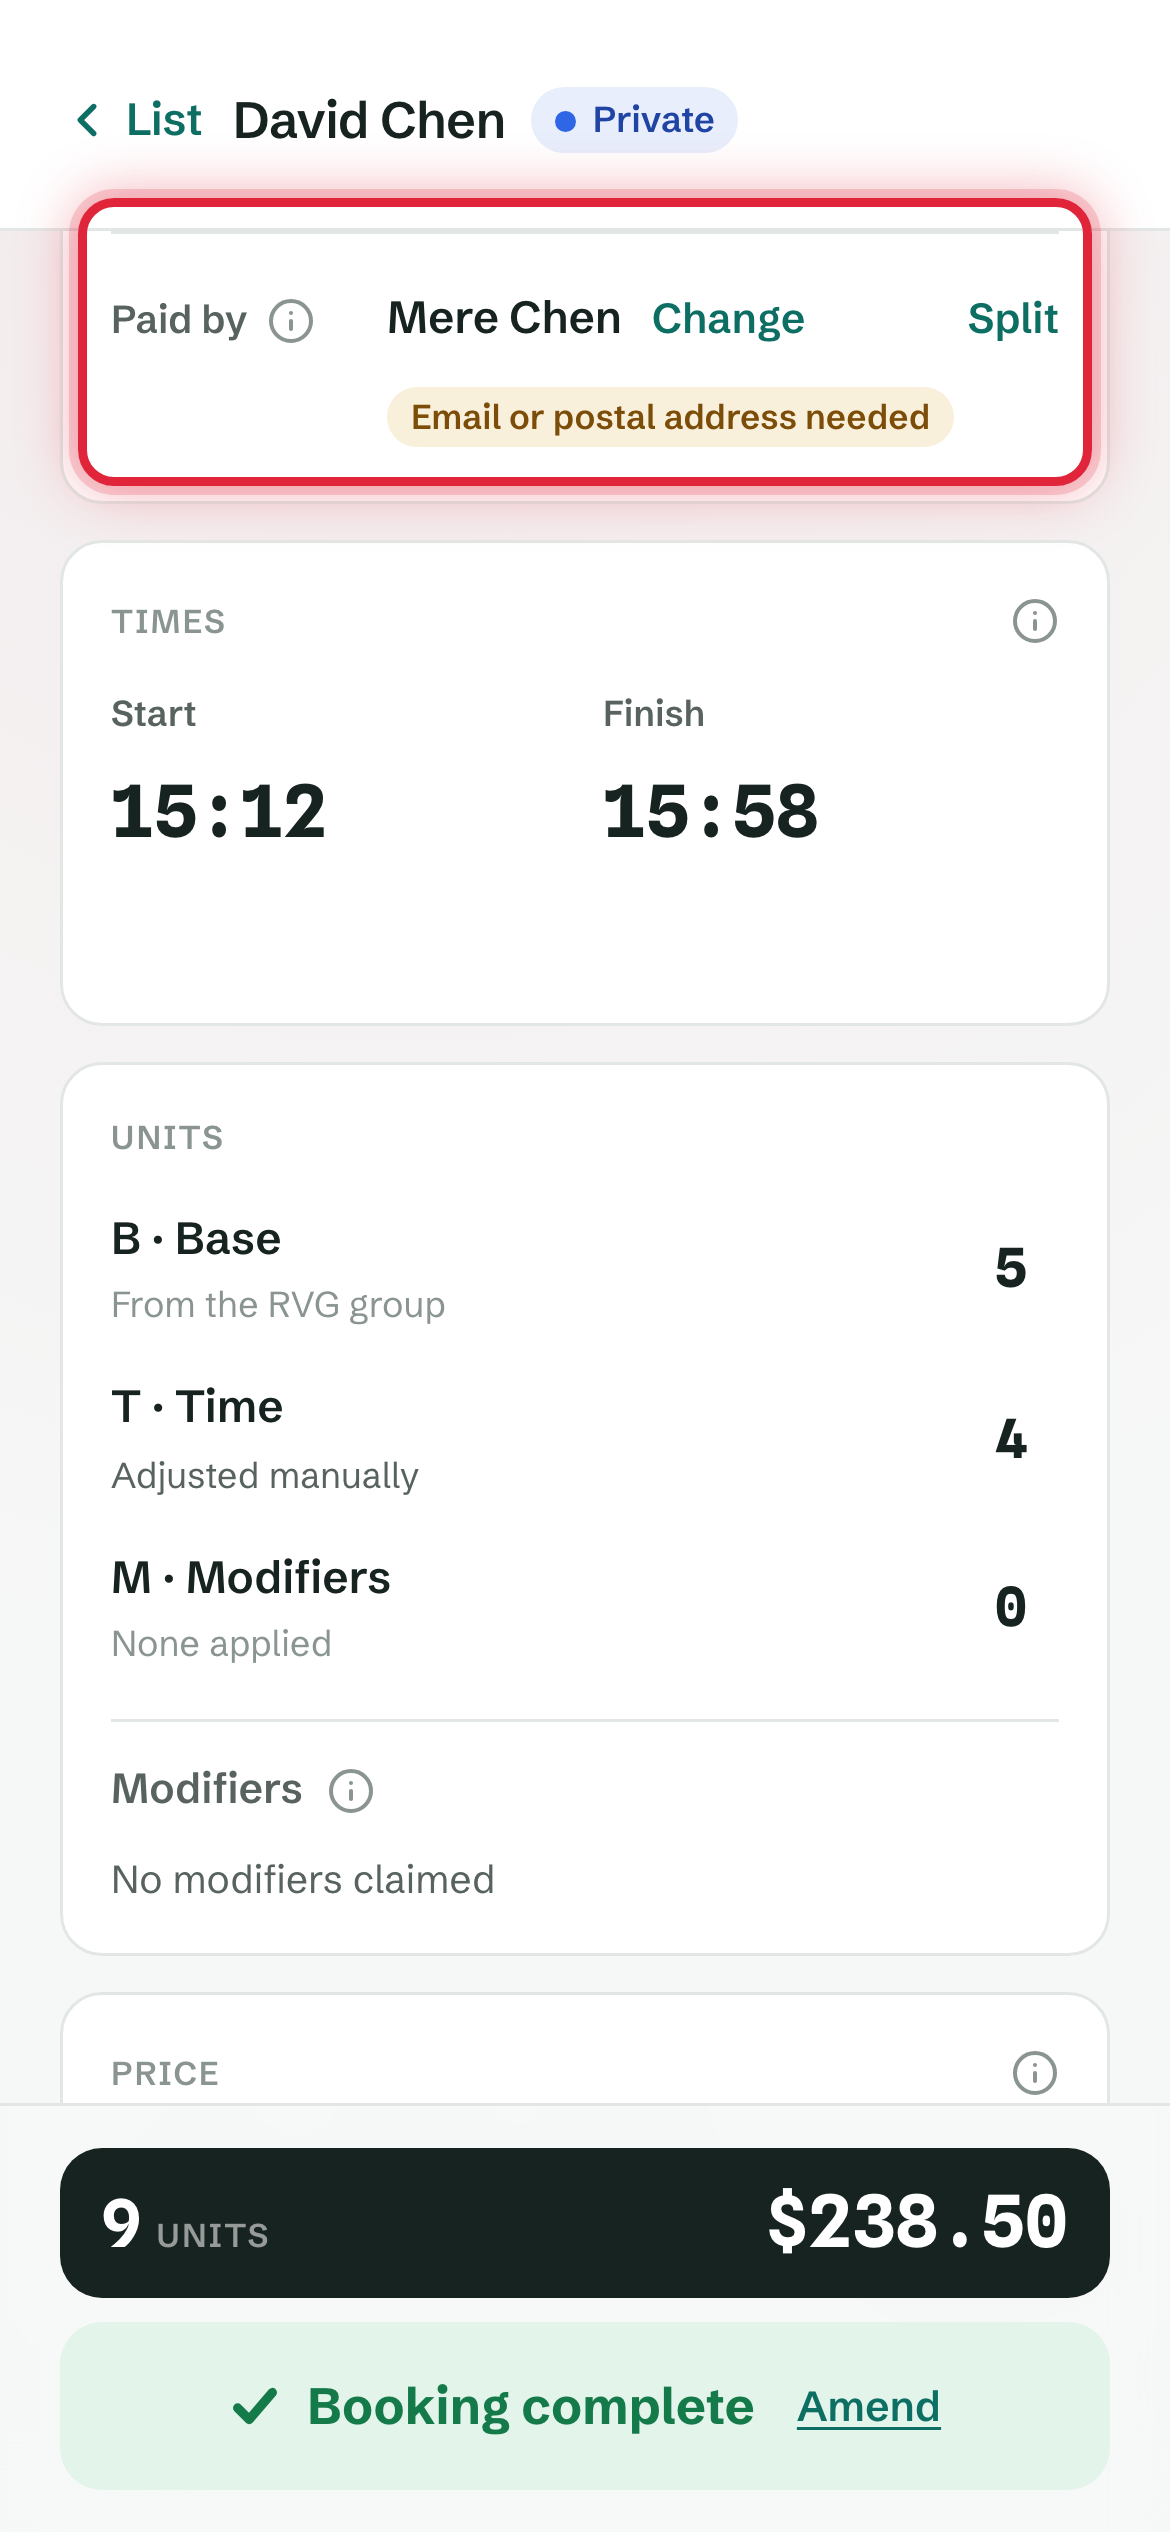 List David Chen Private
Paid by Mere Chen Change Split
Email or postal address needed
TIMES
Start Finish
15:12 15:58
UNITS
B · Base
From the RVG group
5
T · Time
Adjusted manually
4
M · Modifiers
None applied
0
Modifiers
No modifiers claimed
PRICE
9 UNITS $238.50
Booking complete Amend